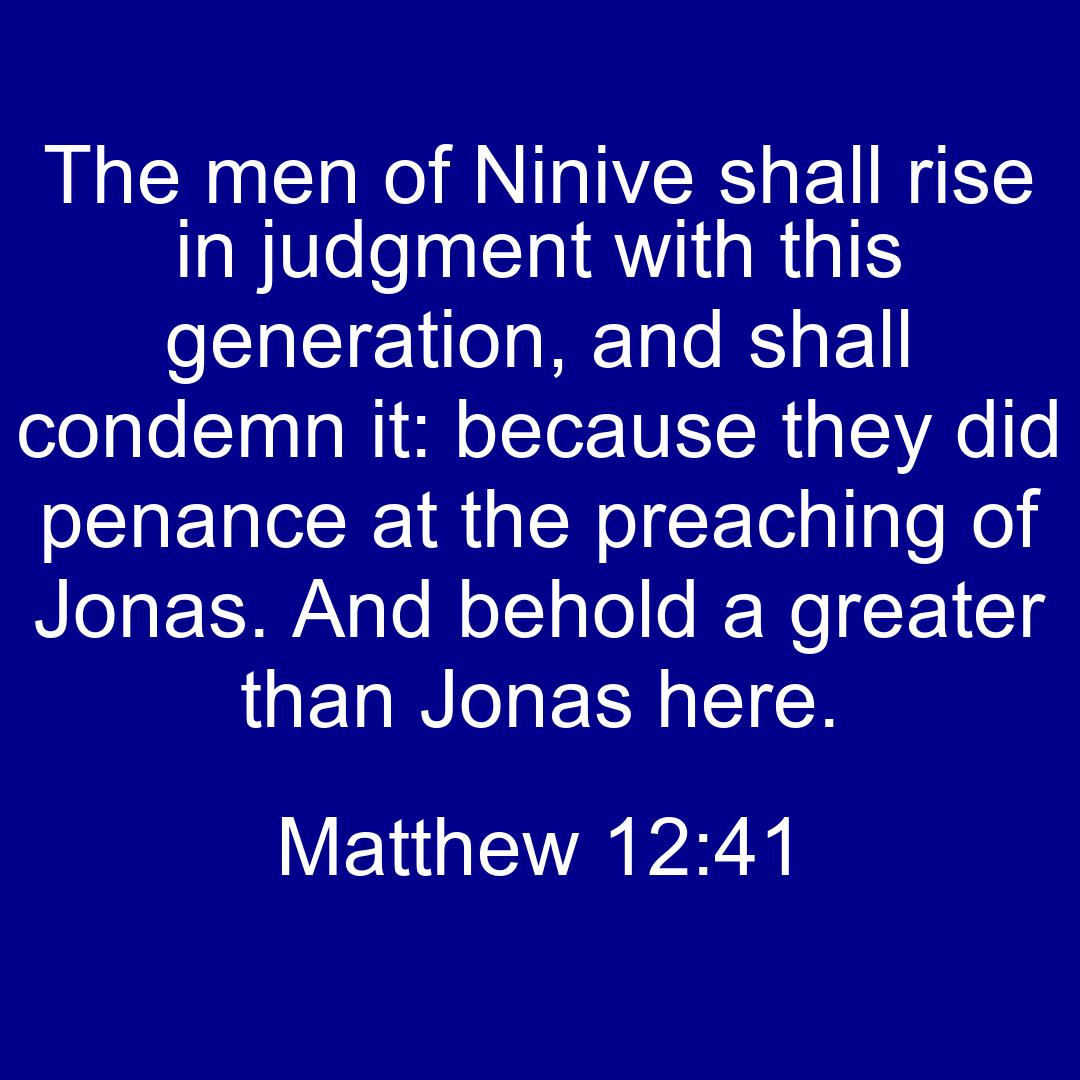 The men of Ninive shall rise
in judgment with this
generation, and shall
condemn it: because they did
penance at the preaching of
Jonas. And behold a greater
than Jonas here.
Matthew 12:41